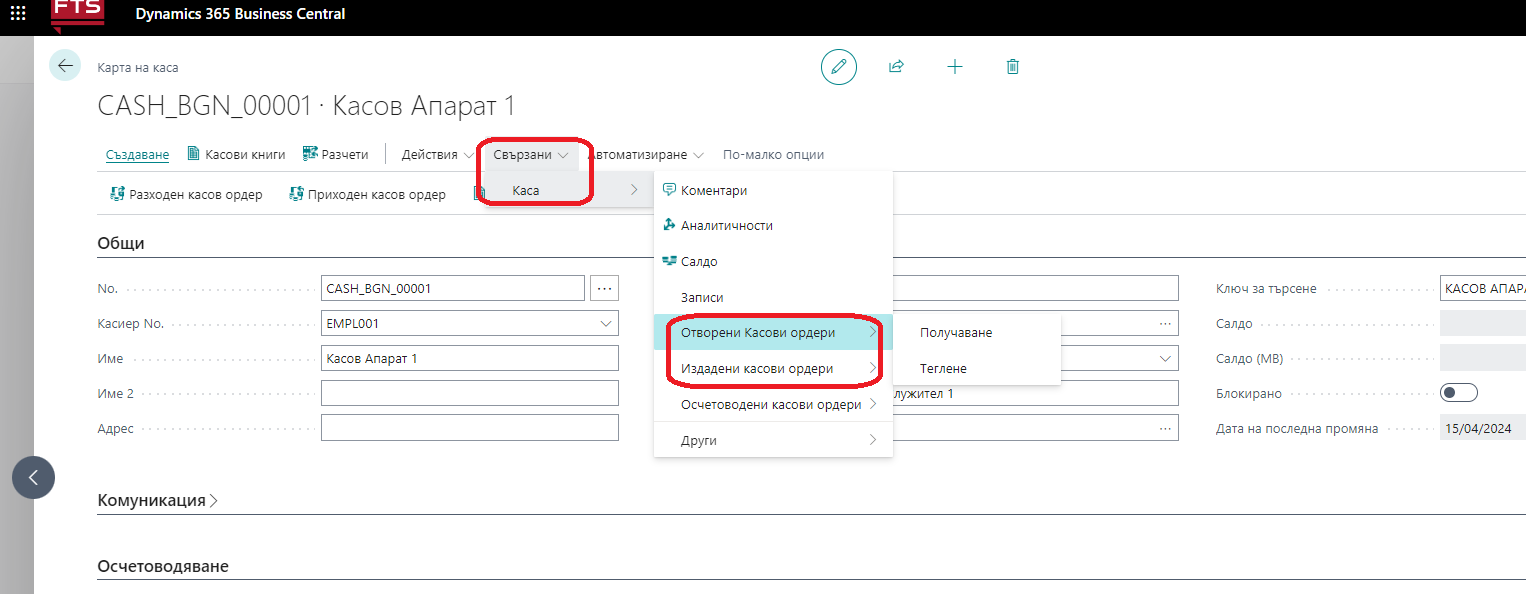 FTS
Dynamics 365 Business Central
Карта на каса
CASH_BGN_00001 · Касов Апарат 1
Създаване Касови книги Разчети Действия Свързани Автоматизиране По-малко опции
Разходен касов ордер Приходен касов ордер Каса
Коментари
Аналитичности
Салдо
Записи
Отворени Касови ордери
Издадени касови ордери
Осчетоводени касови ордери
Други
Получаване
Теглене
Общи
No. CASH_BGN_00001 Ключ за търсене КАСОВ АПАРА
Касиер No. EMPL001 Салдо
Име Касов Апарат 1 Салдо (МВ)
Име 2 лужител 1 Блокирано
Адрес Дата на последна промяна 15/04/2024
Комуникация
Осчетоводяване